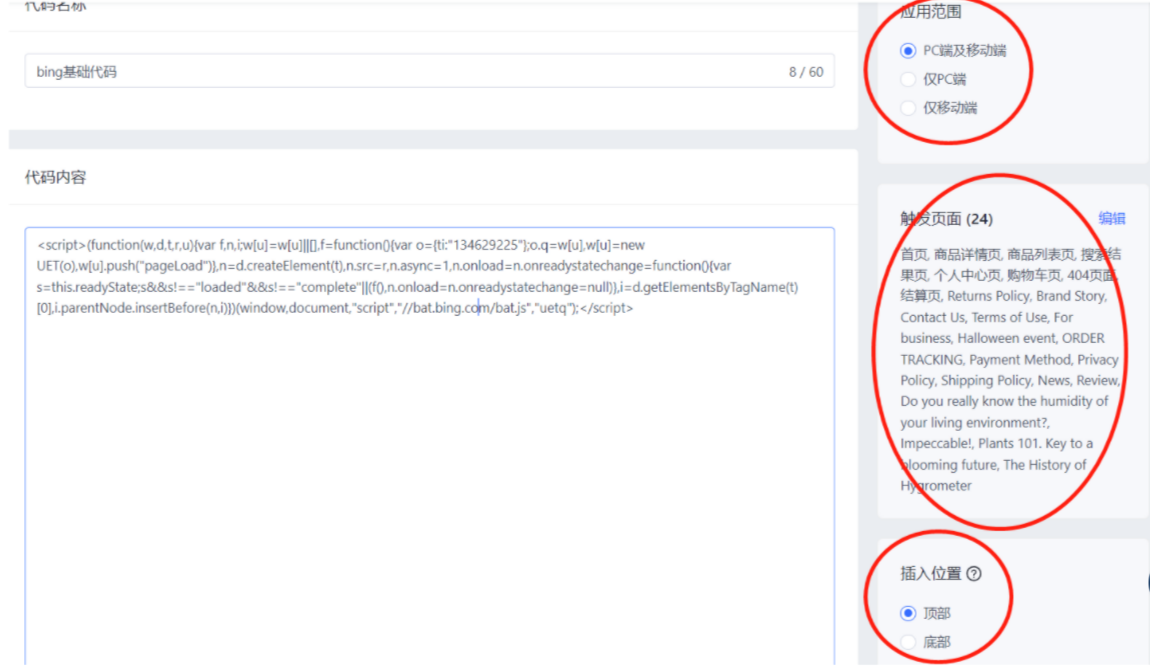 代码名称
bing基础代码
8 / 60
代码内容
<script>(function(w,d,t,r,u){var f,n,i;w[u]=w[u]||[],f=function(){var o={ti:"134629225"};o.q=w[u],w[u]=new
UET(o),w[u].push("pageLoad")},n=d.createElement(t),n.src=r,n.async=1,n.onload=n.onreadystatechange=function(){var
s=this.readyState;s&&s!=="loaded"&&s!=="complete"||(f(),n.onload=n.onreadystatechange=null)},i=d.getElementsByTagName(t)
[0],i.parentNode.insertBefore(n,i)})(window,document,"script","//bat.bing.com/bat.js","uetq");</script>
应用范围
PC端及移动端
仅PC端
仅移动端
触发页面 (24)
编辑
首页, 商品详情页, 商品列表页, 搜索结
果页, 个人中心页, 购物车页, 404页面,
结算页, Returns Policy, Brand Story,
Contact Us, Terms of Use, For
business, Halloween event, ORDER
TRACKING, Payment Method, Privacy
Policy, Shipping Policy, News, Review,
Do you really know the humidity of
your living environment?,
Impeccable!, Plants 101. Key to a
blooming future, The History of
Hygrometer
插入位置
顶部
底部